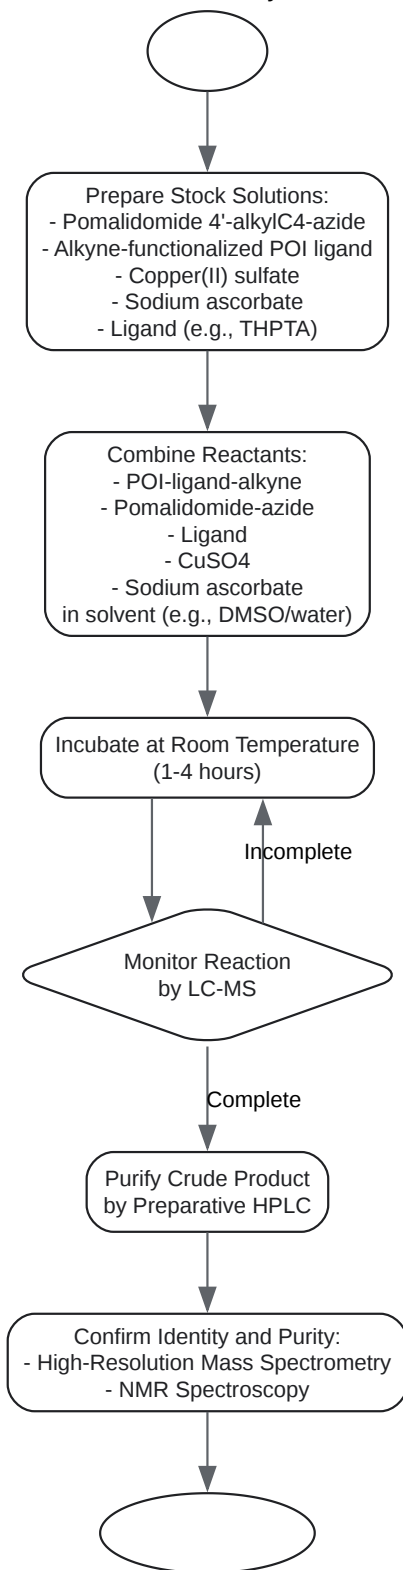 Prepare Stock Solutions:
- Pomalidomide 4'-alkylC4-azide
- Alkyne-functionalized POI ligand
- Copper(II) sulfate
- Sodium ascorbate
- Ligand (e.g., THPTA)
Combine Reactants:
- POI-ligand-alkyne
- Pomalidomide-azide
- Ligand
- CuSO4
- Sodium ascorbate
in solvent (e.g., DMSO/water)
Incubate at Room Temperature
(1-4 hours)
Incomplete
Monitor Reaction
by LC-MS
Complete
Purify Crude Product
by Preparative HPLC
Confirm Identity and Purity:
- High-Resolution Mass Spectrometry
- NMR Spectroscopy